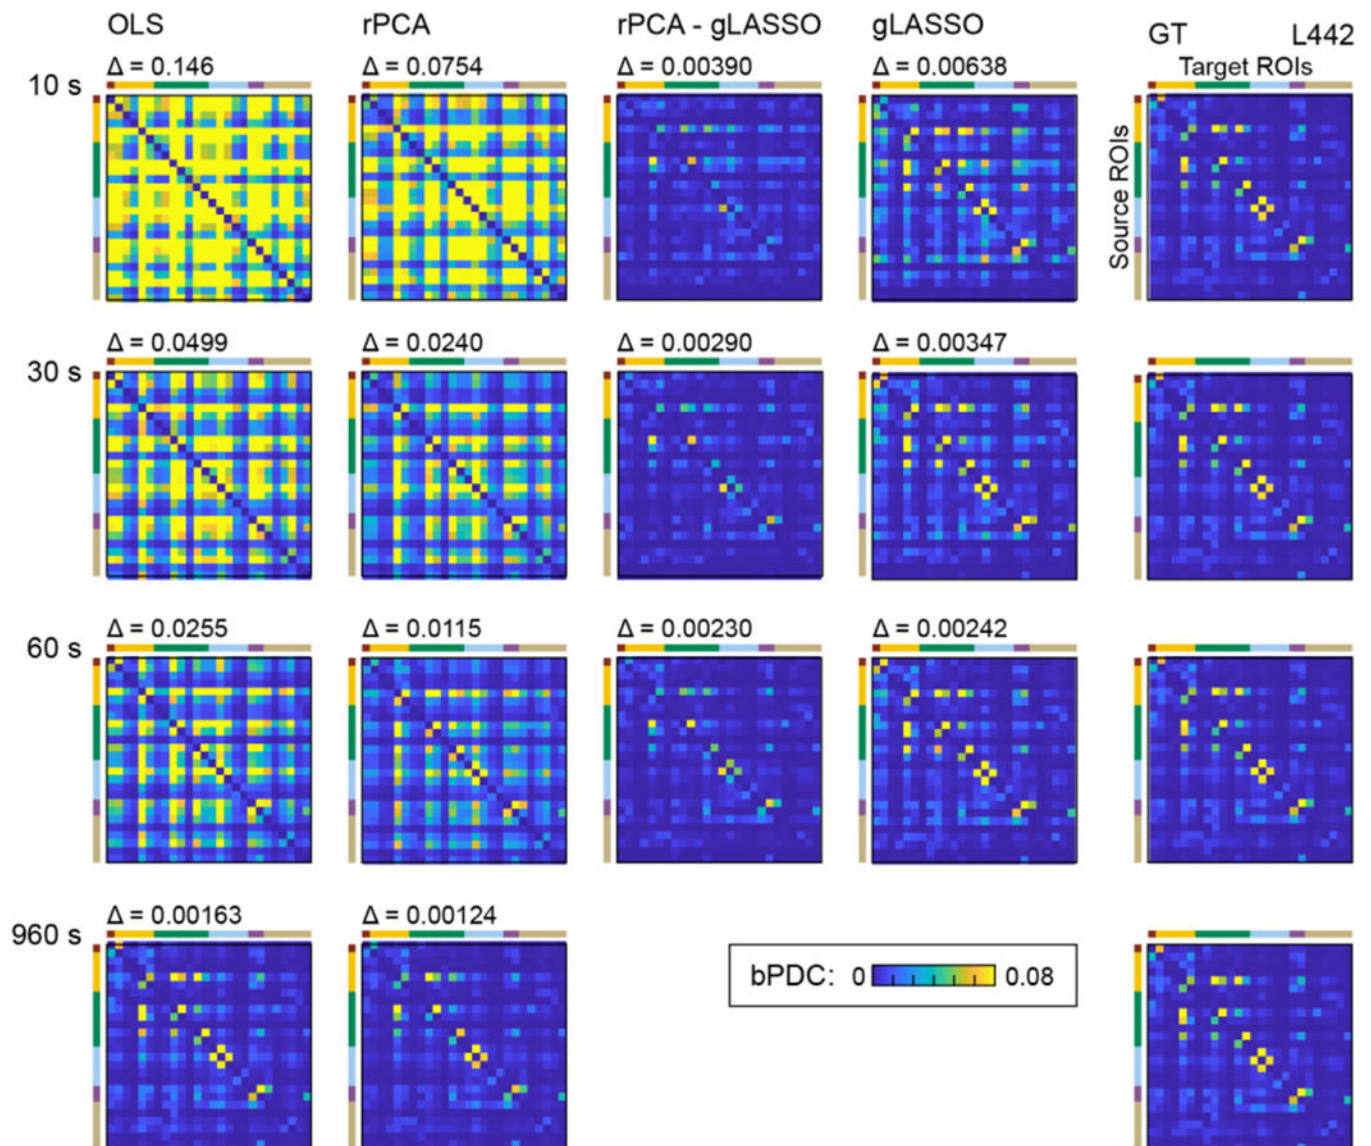 OLS rPCA rPCA - gLASSO gLASSO GT L442
Δ = 0.146 Δ = 0.0754 Δ = 0.00390 Δ = 0.00638 Target ROIs
10 s
Source ROIs
Δ = 0.0499 Δ = 0.0240 Δ = 0.00290 Δ = 0.00347
30 s
Δ = 0.0255 Δ = 0.0115 Δ = 0.00230 Δ = 0.00242
60 s
Δ = 0.00163 Δ = 0.00124
960 s
bPDC: 0 0.08